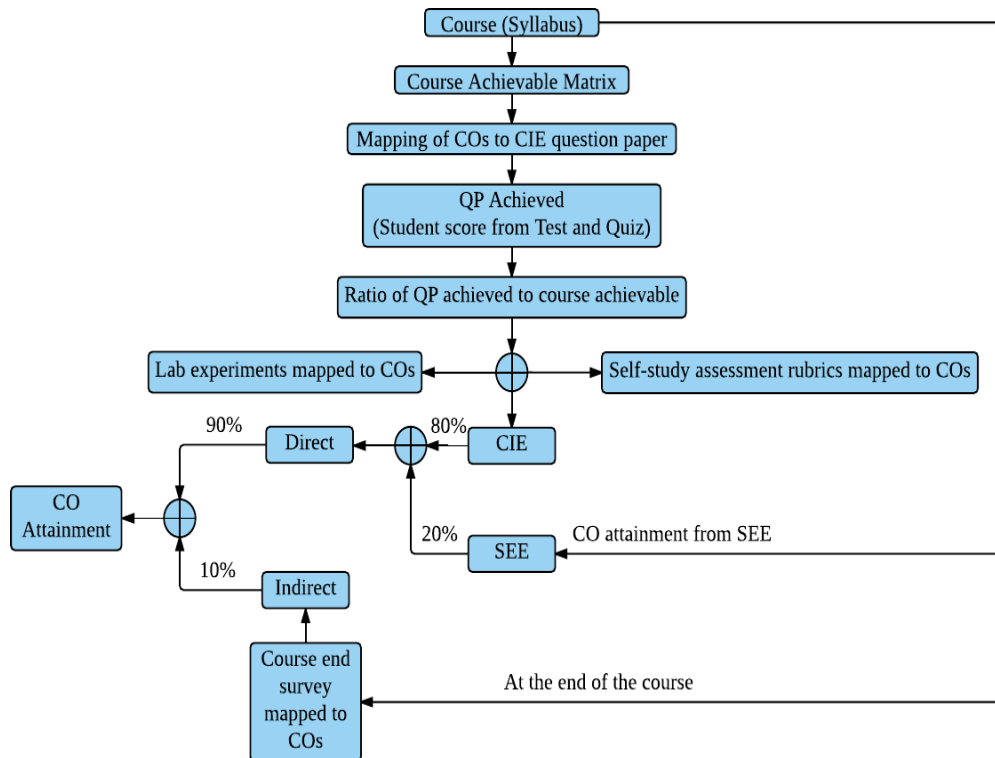 Course (Syllabus)
Course Achievable Matrix
Mapping of COs to CIE question paper
QP Achieved
(Student score from Test and Quiz)
Ratio of QP achieved to course achievable
Lab experiments mapped to COs
Self-study assessment rubrics mapped to COs
90%
Direct
80%
CIE
CO
Attainment
20%
SEE
CO attainment from SEE
10%
Indirect
Course end
survey
mapped to
COs
At the end of the course